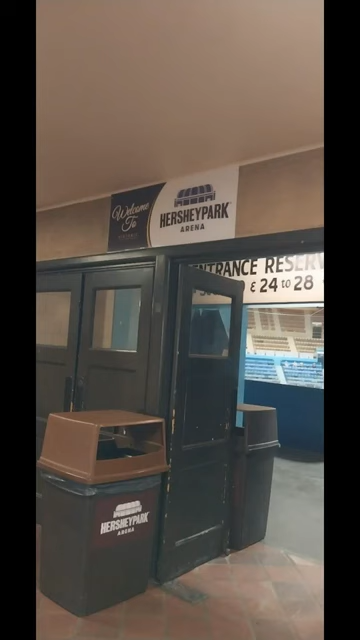 Welcome
To
HERSHEYPARK
ARENA
ENTRANCE RESERV
& 24 to 28
HERSHEYPARK
ARENA